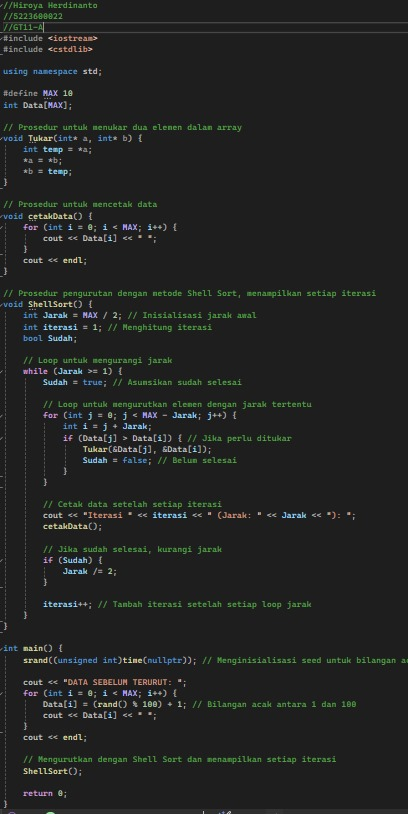 //Hiroya Herdinanto
//5223600022
//GT11-A
#include <iostream>
#include <cstdlib>
using namespace std;
#define MAX 10
int Data[MAX];
// Prosedur untuk menukar dua elemen dalam array
void Tukar(int* a, int* b) {
    int temp = *a;
    *a = *b;
    *b = temp;
}
// Prosedur untuk mencetak data
void cetakData() {
    for (int i = 0; i < MAX; i++) {
        cout << Data[i] << " ";
    }
    cout << endl;
}
// Prosedur pengurutan dengan metode Shell Sort, menampilkan setiap iterasi
void ShellSort() {
    int Jarak = MAX / 2; // Inisialisasi jarak awal
    int iterasi = 1; // Menghitung iterasi
    bool Sudah;
    // Loop untuk mengurangi jarak
    while (Jarak >= 1) {
        Sudah = true; // Asumsikan sudah selesai
        // Loop untuk mengurutkan elemen dengan jarak tertentu
        for (int j = 0; j < MAX - Jarak; j++) {
            int i = j + Jarak;
            if (Data[j] > Data[i]) { // Jika perlu ditukar
                Tukar(&Data[j], &Data[i]);
                Sudah = false; // Belum selesai
            }
        }
        // Cetak data setelah setiap iterasi
        cout << "Iterasi " << iterasi << " (Jarak: " << Jarak << "): ";
        cetakData();
        // Jika sudah selesai, kurangi jarak
        if (Sudah) {
            Jarak /= 2;
        }
        iterasi++; // Tambah iterasi setelah setiap loop jarak
    }
}
int main() {
    srand((unsigned int)time(nullptr)); // Menginisialisasi seed untuk bilangan
    cout << "DATA SEBELUM TERURUT: ";
    for (int i = 0; i < MAX; i++) {
        Data[i] = (rand() % 100) + 1; // Bilangan acak antara 1 dan 100
        cout << Data[i] << " ";
    }
    cout << endl;
    // Mengurutkan dengan Shell Sort dan menampilkan setiap iterasi
    ShellSort();
    return 0;
}